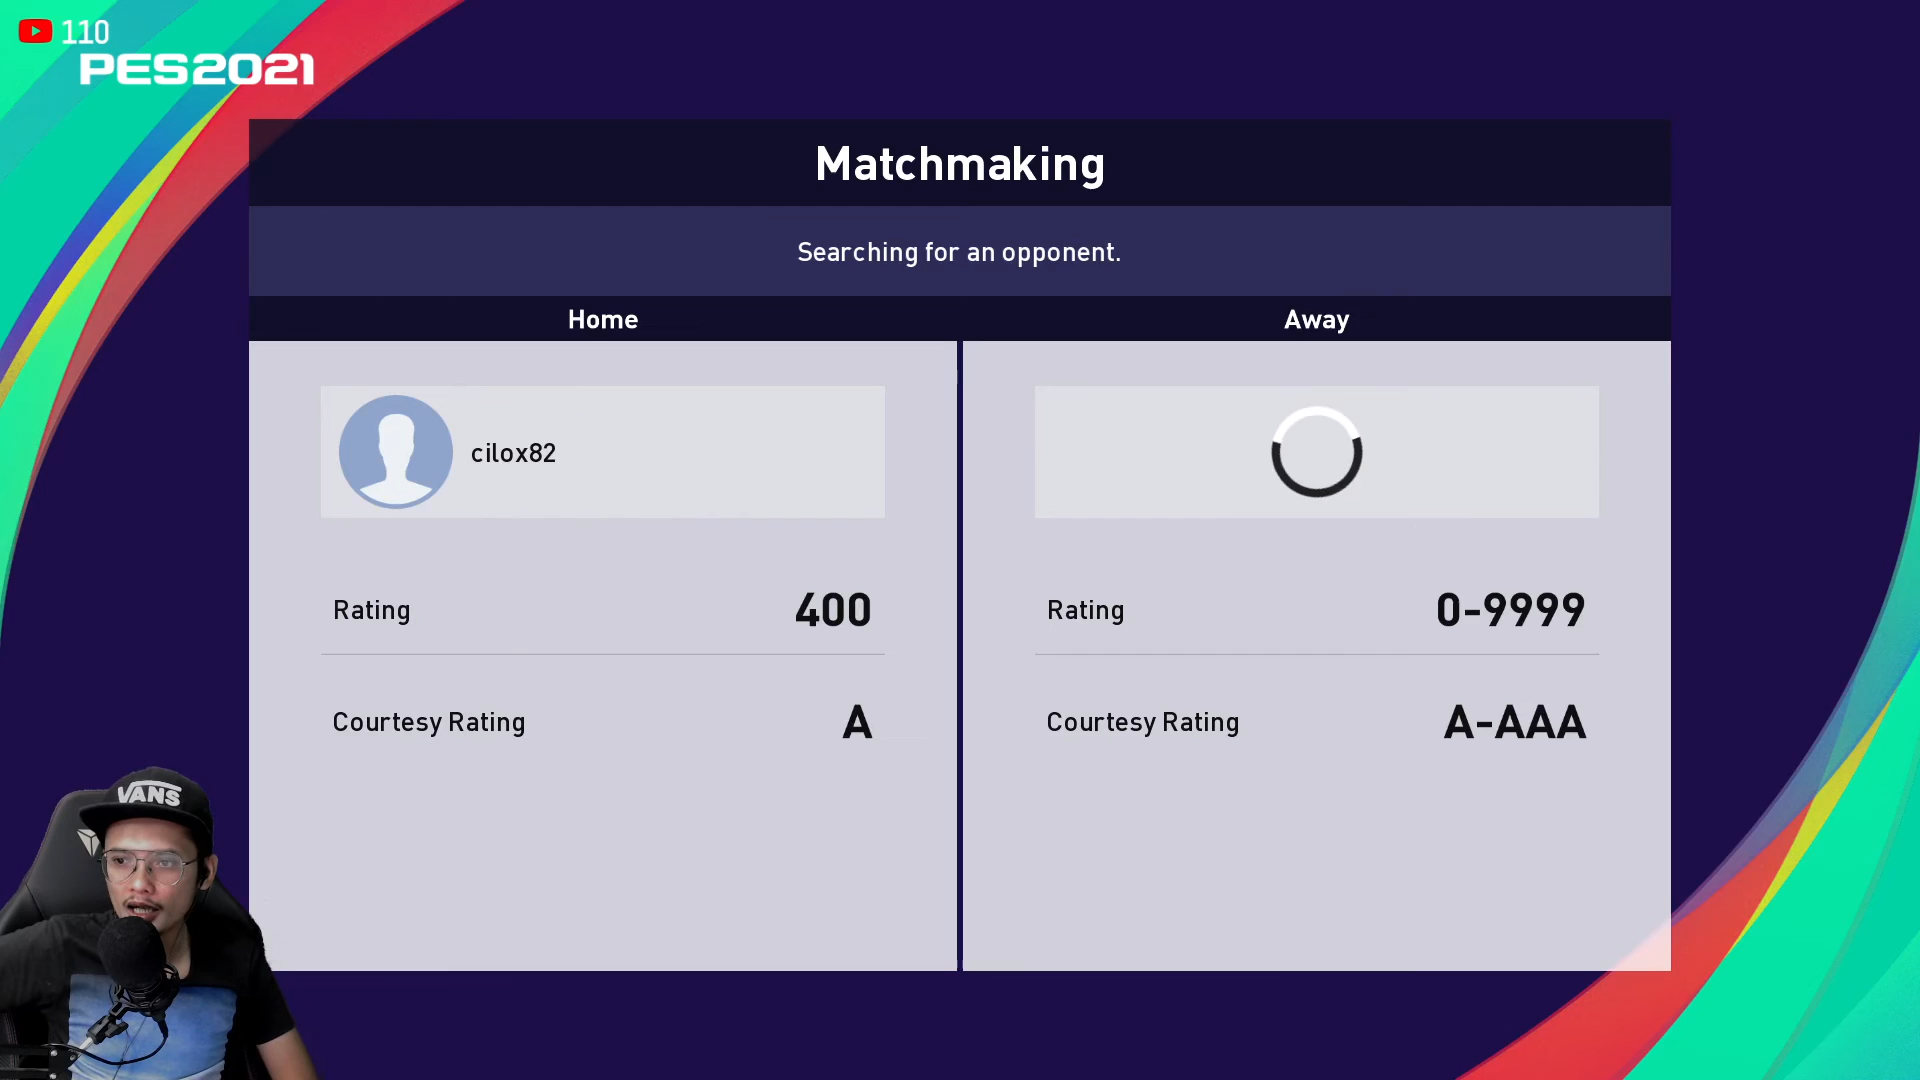 110
PES2021
Matchmaking
Searching for an opponent.
Home
Away
cilox82
Rating 400
Rating 0-9999
Courtesy Rating A
Courtesy Rating A-AAA
VANS